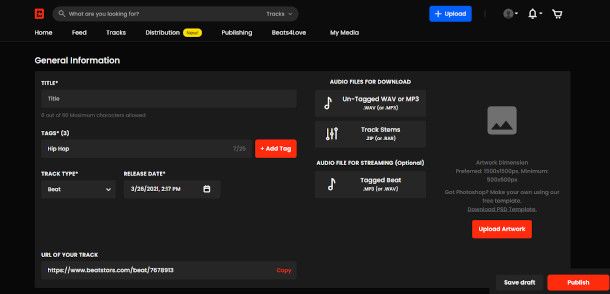 What are you looking for?
Tracks
+ Upload
Home
Feed
Tracks
Distribution
New!
Publishing
Beats4Love
My Media
General Information
TITLE*
Title
0 out of 60 Maximum characters allowed
TAGS* (3)
Hip Hop
7/25
+ Add Tag
TRACK TYPE*
RELEASE DATE*
Beat
3/26/2021, 2:17 PM
URL OF YOUR TRACK
https://www.beatstars.com/beat/7678913
Copy
AUDIO FILES FOR DOWNLOAD
Un-Tagged WAV or MP3
.WAV (or .MP3)
Track Stems
.ZIP (or .RAR)
AUDIO FILE FOR STREAMING (Optional)
Tagged Beat
.MP3 (or .WAV)
Artwork Dimension
Preferred: 1500x1500px, Minimum:
500x500px
Got Photoshop? Make your own using our
free template.
Download PSD Template.
Upload Artwork
Save draft
Publish